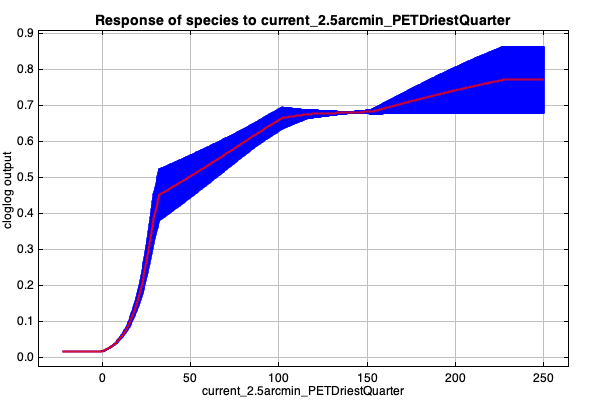 Response of species to current_2.5arcmin_PETDriestQuarter
0.9
0.8
0.7
0.6
0.5
0.4
0.3
0.2
0.1
0.0
cloglog output
0 50 100 150 200 250
current_2.5arcmin_PETDriestQuarter